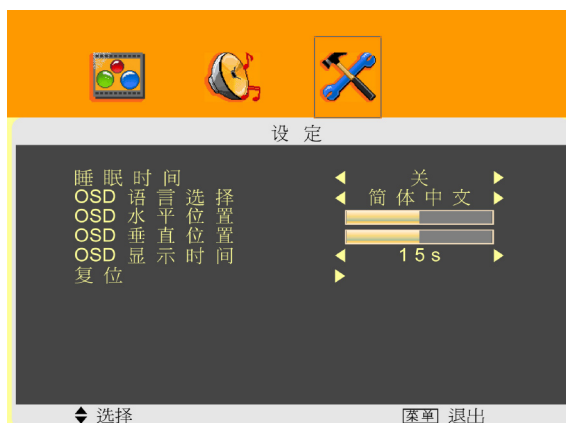 设定
睡眠时间 关
OSD 语言选择 简体中文
OSD 水平位置
OSD 垂直位置
OSD 显示时间 15s
复位
选择 菜单 退出